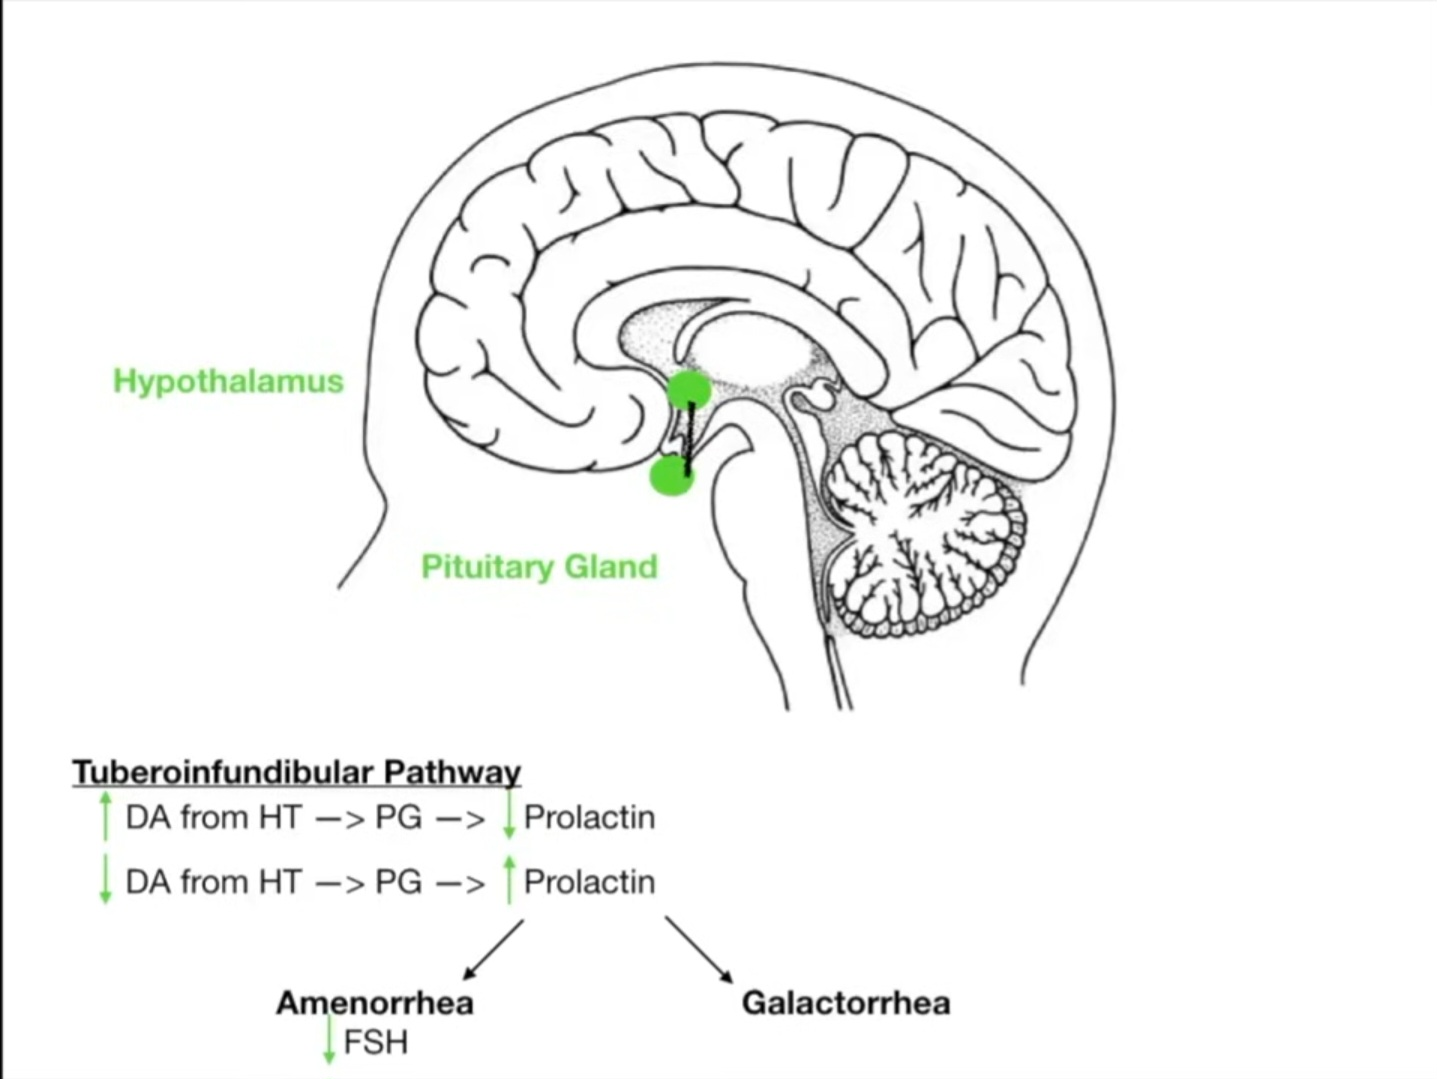 Hypothalamus
Pituitary Gland
Tuberoinfundibular Pathway
↑ DA from HT —> PG —> ↓ Prolactin
↓ DA from HT —> PG —> ↑ Prolactin
Amenorrhea
↓ FSH
Galactorrhea